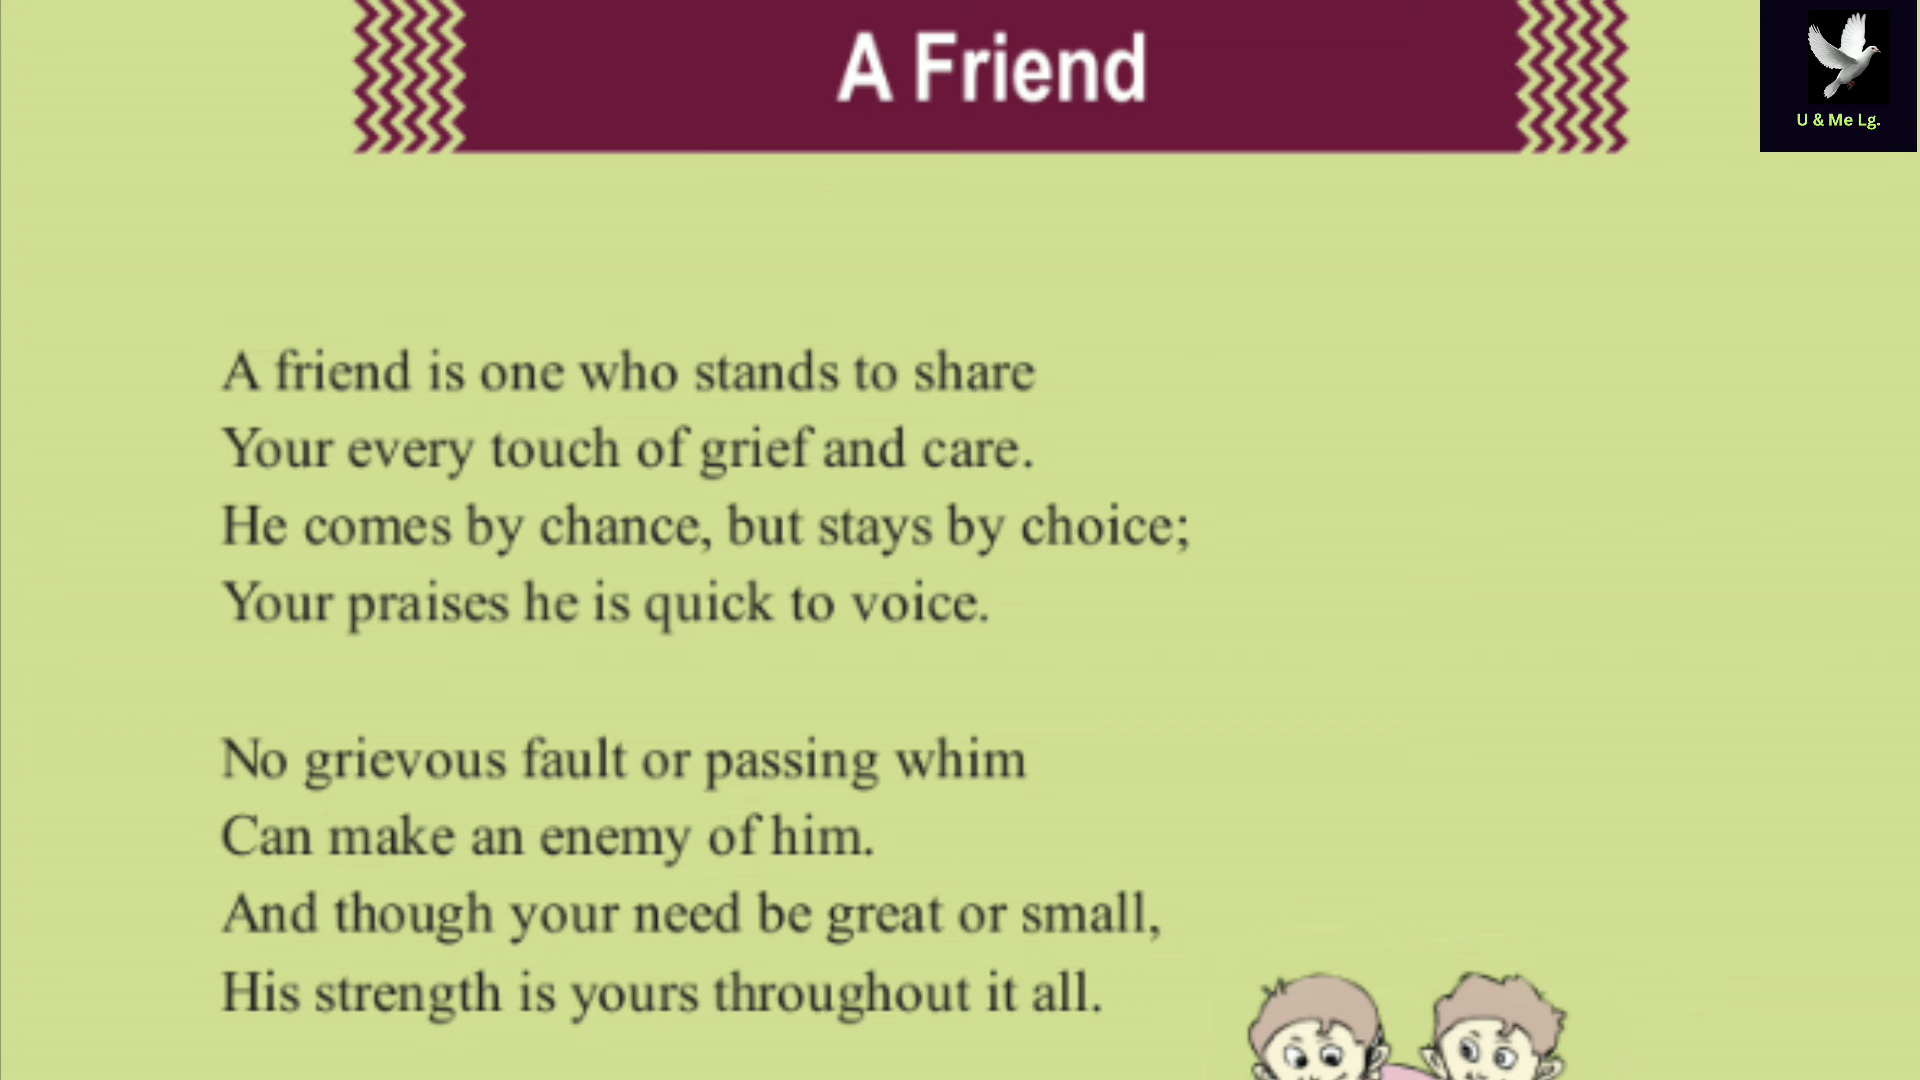 A Friend
U & Me Lg.
A friend is one who stands to share
Your every touch of grief and care.
He comes by chance, but stays by choice;
Your praises he is quick to voice.
No grievous fault or passing whim
Can make an enemy of him.
And though your need be great or small,
His strength is yours throughout it all.